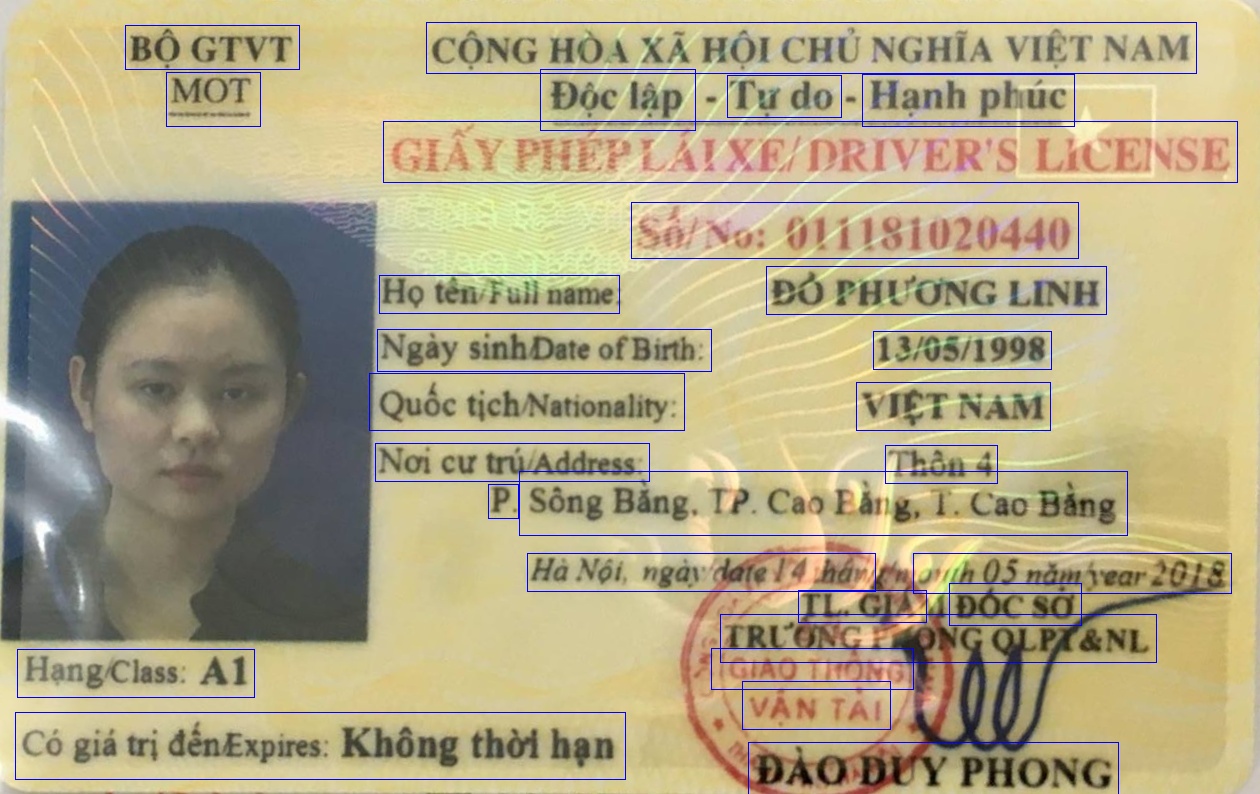 BỘ GTVT
MOT
CỘNG HÒA XÃ HỘI CHỦ NGHĨA VIỆT NAM
Độc lập - Tự do - Hạnh phúc
GIẤY PHÉP LÁI XE/DRIVER'S LICENSE
Số/No: 011181020440
Họ tên/Full name: ĐỖ PHƯƠNG LINH
Ngày sinh/Date of Birth: 13/05/1998
Quốc tịch/Nationality: VIỆT NAM
Nơi cư trú/Address: Thôn 4
P. Sông Bằng, TP. Cao Bằng, T. Cao Bằng
Hà Nội, ngày/date 14 tháng/month 05 năm/year 2018
TL. GIÁM ĐỐC SỞ
TRƯỞNG PHÒNG QLPT&NL
GIAO THÔNG
VẬN TẢI
ĐÀO DUY PHONG
Hạng/Class: A1
Có giá trị đến/Expires: Không thời hạn